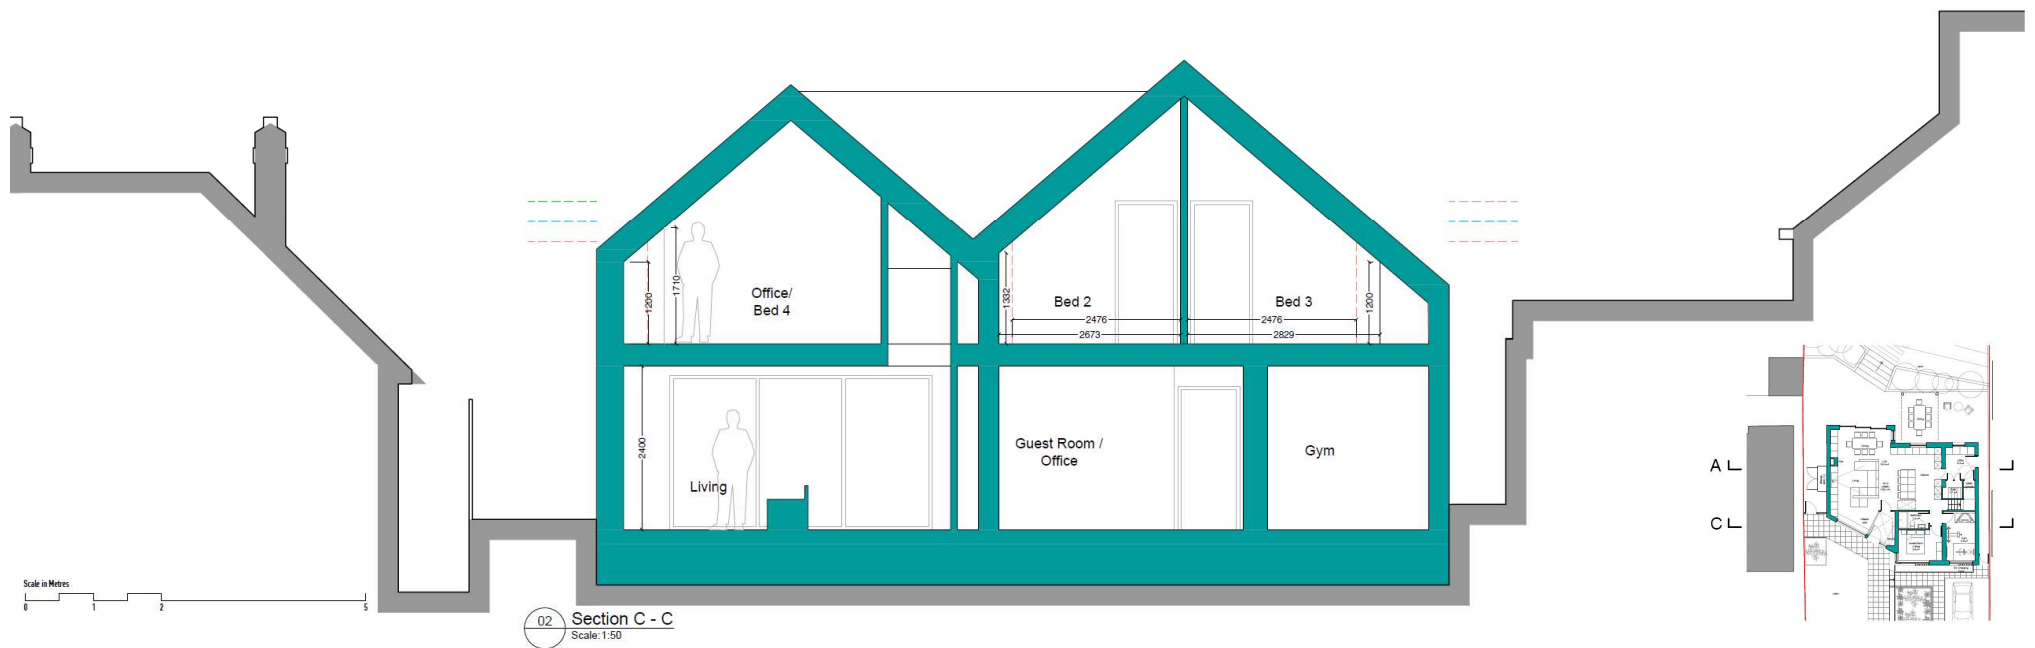 Office/
Bed 4
1200
1710
Bed 2
Bed 3
1332
2476
2476
2673
2829
1200
2400
Living
Guest Room /
Office
Gym
A
C
Scale in Metres
0 1 2 5
02 Section C - C
Scale: 1:50